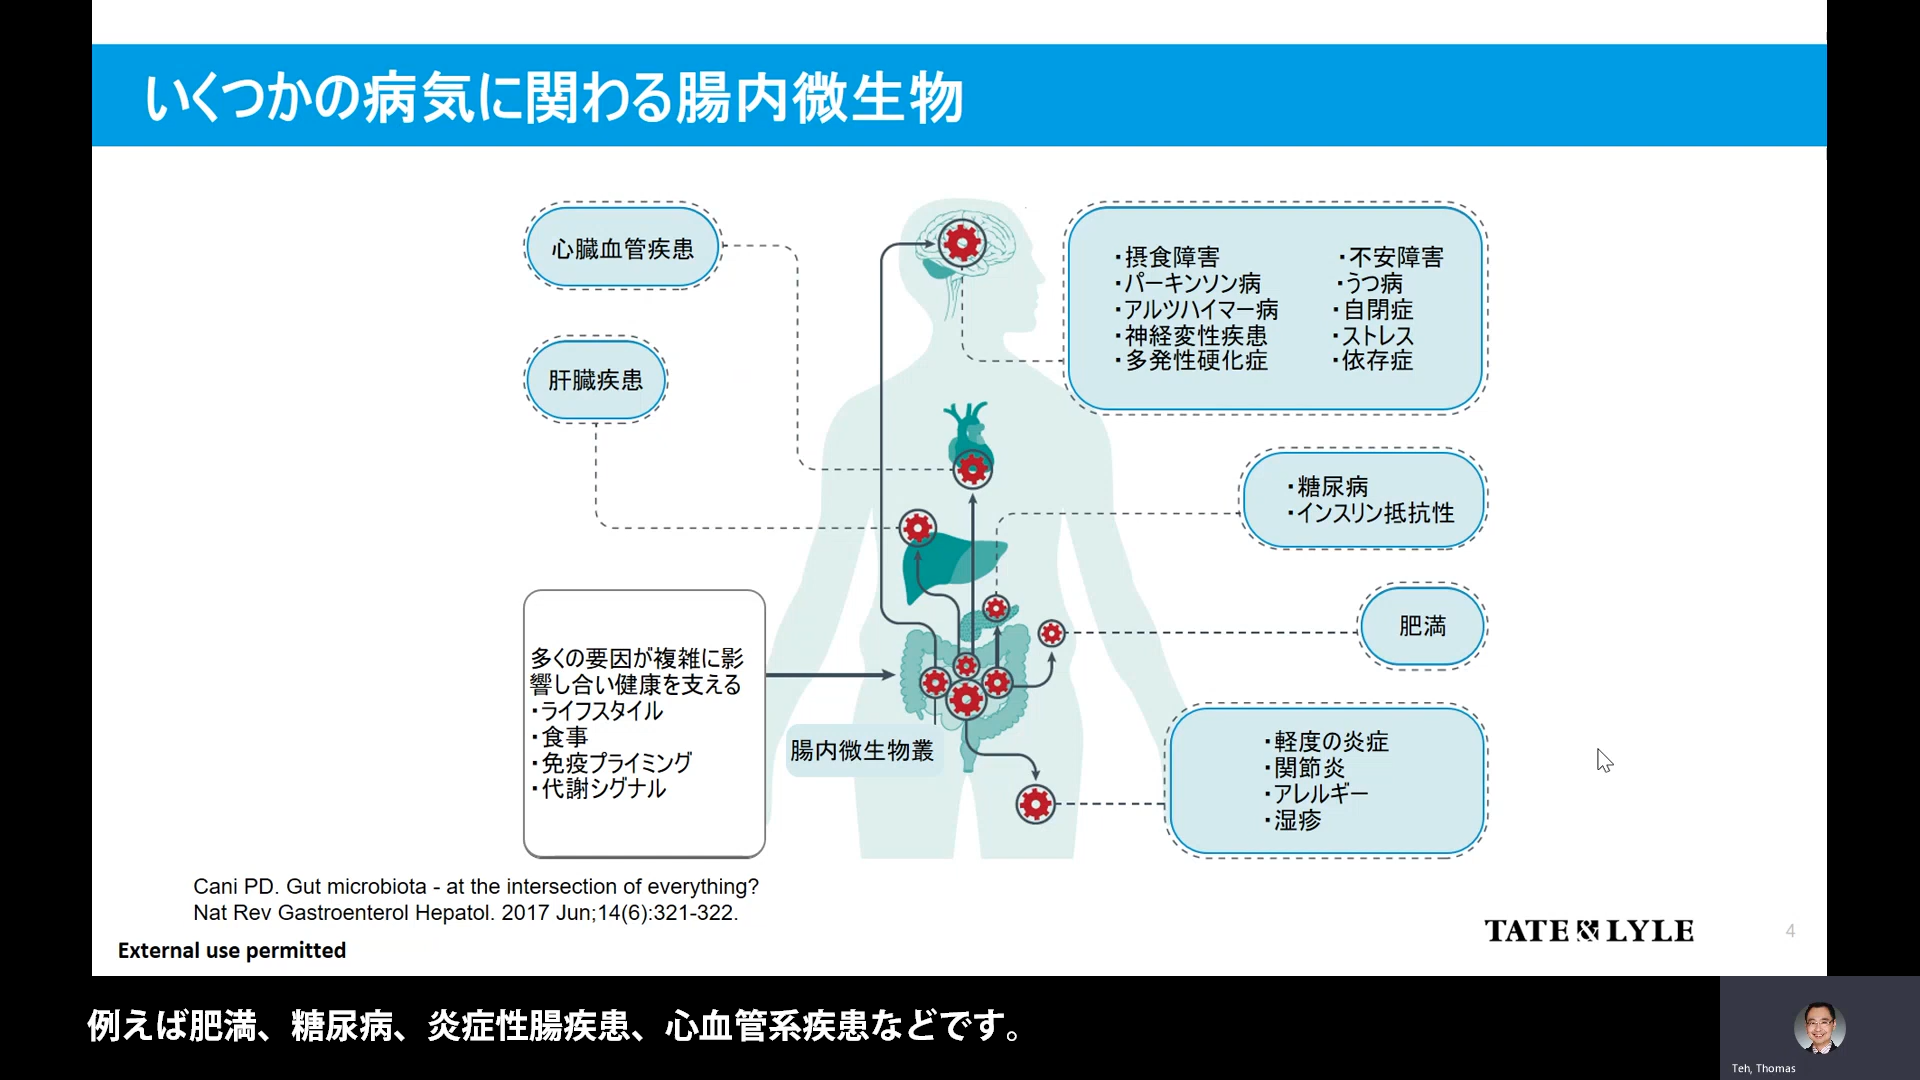 いくつかの病気に関わる腸内微生物
心臓血管疾患
肝臓疾患
・摂食障害
・パーキンソン病
・アルツハイマー病
・神経変性疾患
・多発性硬化症
・不安障害
・うつ病
・自閉症
・ストレス
・依存症
・糖尿病
・インスリン抵抗性
肥満
多くの要因が複雑に影
響し合い健康を支える
・ライフスタイル
・食事
・免疫プライミング
・代謝シグナル
腸内微生物叢
・軽度の炎症
・関節炎
・アレルギー
・湿疹
Cani PD. Gut microbiota - at the intersection of everything?
Nat Rev Gastroenterol Hepatol. 2017 Jun;14(6):321-322.
External use permitted
TATE & LYLE
4
例えば肥満、糖尿病、炎症性腸疾患、心血管系疾患などです。
Teh, Thomas